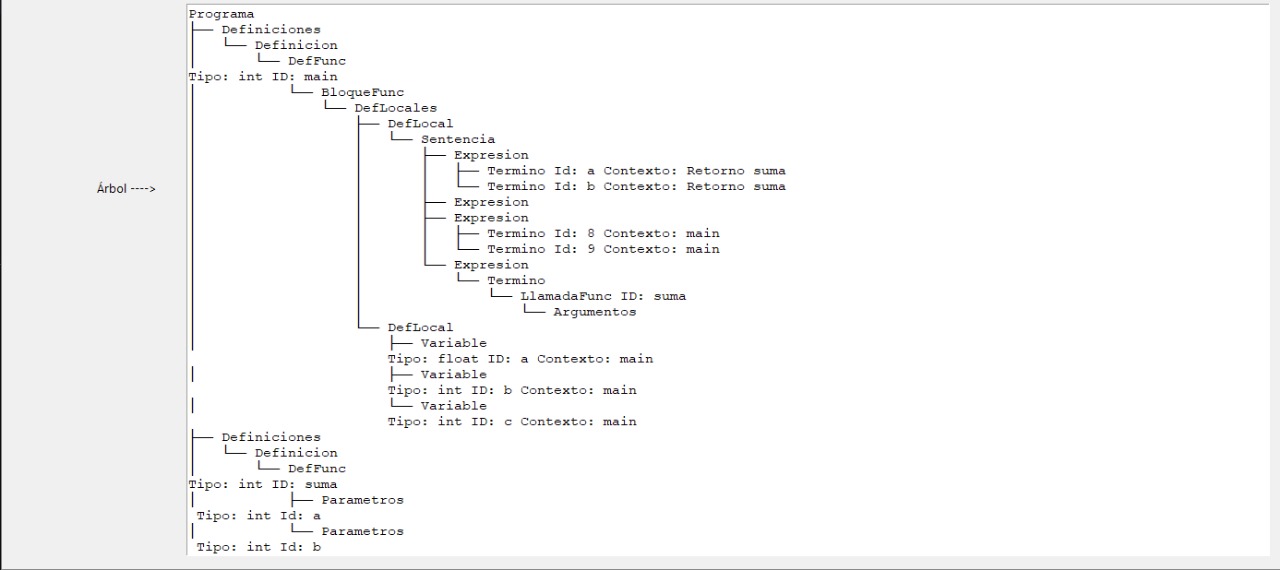 Programa
├── Definiciones
│   └── Definicion
│       └── DefFunc
Tipo: int ID: main
│           └── BloqueFunc
│               └── DefLocales
│                   ├── DefLocal
│                   │   └── Sentencia
│                   │       ├── Expresion
│                   │       │   ├── Termino Id: a Contexto: Retorno suma
Árbol ---->
│                   │       │   └── Termino Id: b Contexto: Retorno suma
│                   │       ├── Expresion
│                   │       ├── Expresion
│                   │       │   ├── Termino Id: 8 Contexto: main
│                   │       │   └── Termino Id: 9 Contexto: main
│                   │       └── Expresion
│                   │           └── Termino
│                   │               └── LlamadaFunc ID: suma
│                   │                   └── Argumentos
│                   └── DefLocal
│                       ├── Variable
                        Tipo: float ID: a Contexto: main
│                       ├── Variable
                        Tipo: int ID: b Contexto: main
│                       └── Variable
                        Tipo: int ID: c Contexto: main
├── Definiciones
│   └── Definicion
│       └── DefFunc
Tipo: int ID: suma
│           ├── Parametros
 Tipo: int Id: a
│           └── Parametros
 Tipo: int Id: b